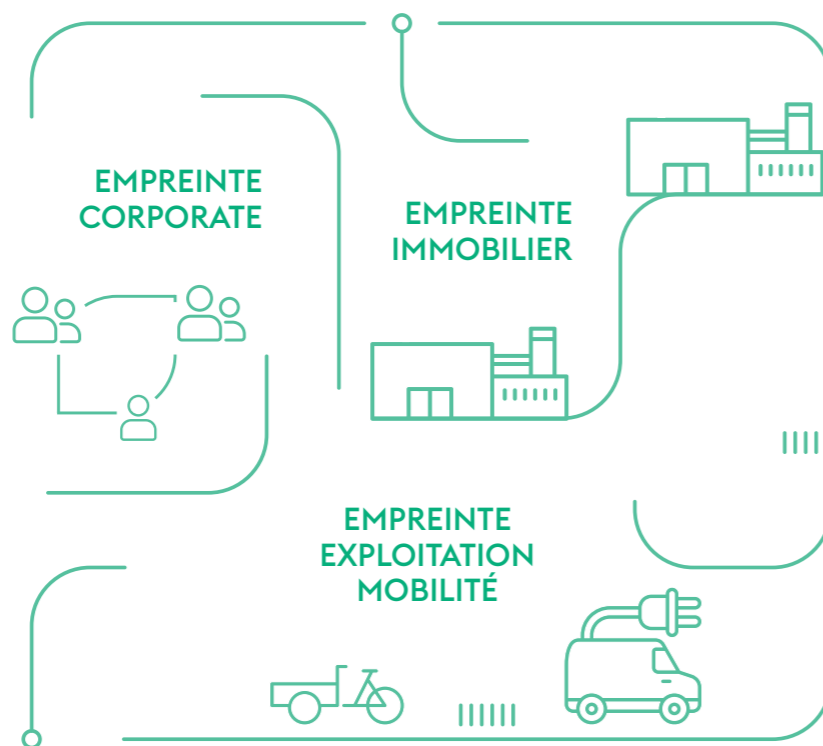 EMPREINTE
CORPORATE
EMPREINTE
IMMOBILIER
EMPREINTE
EXPLOITATION
MOBILITÉ